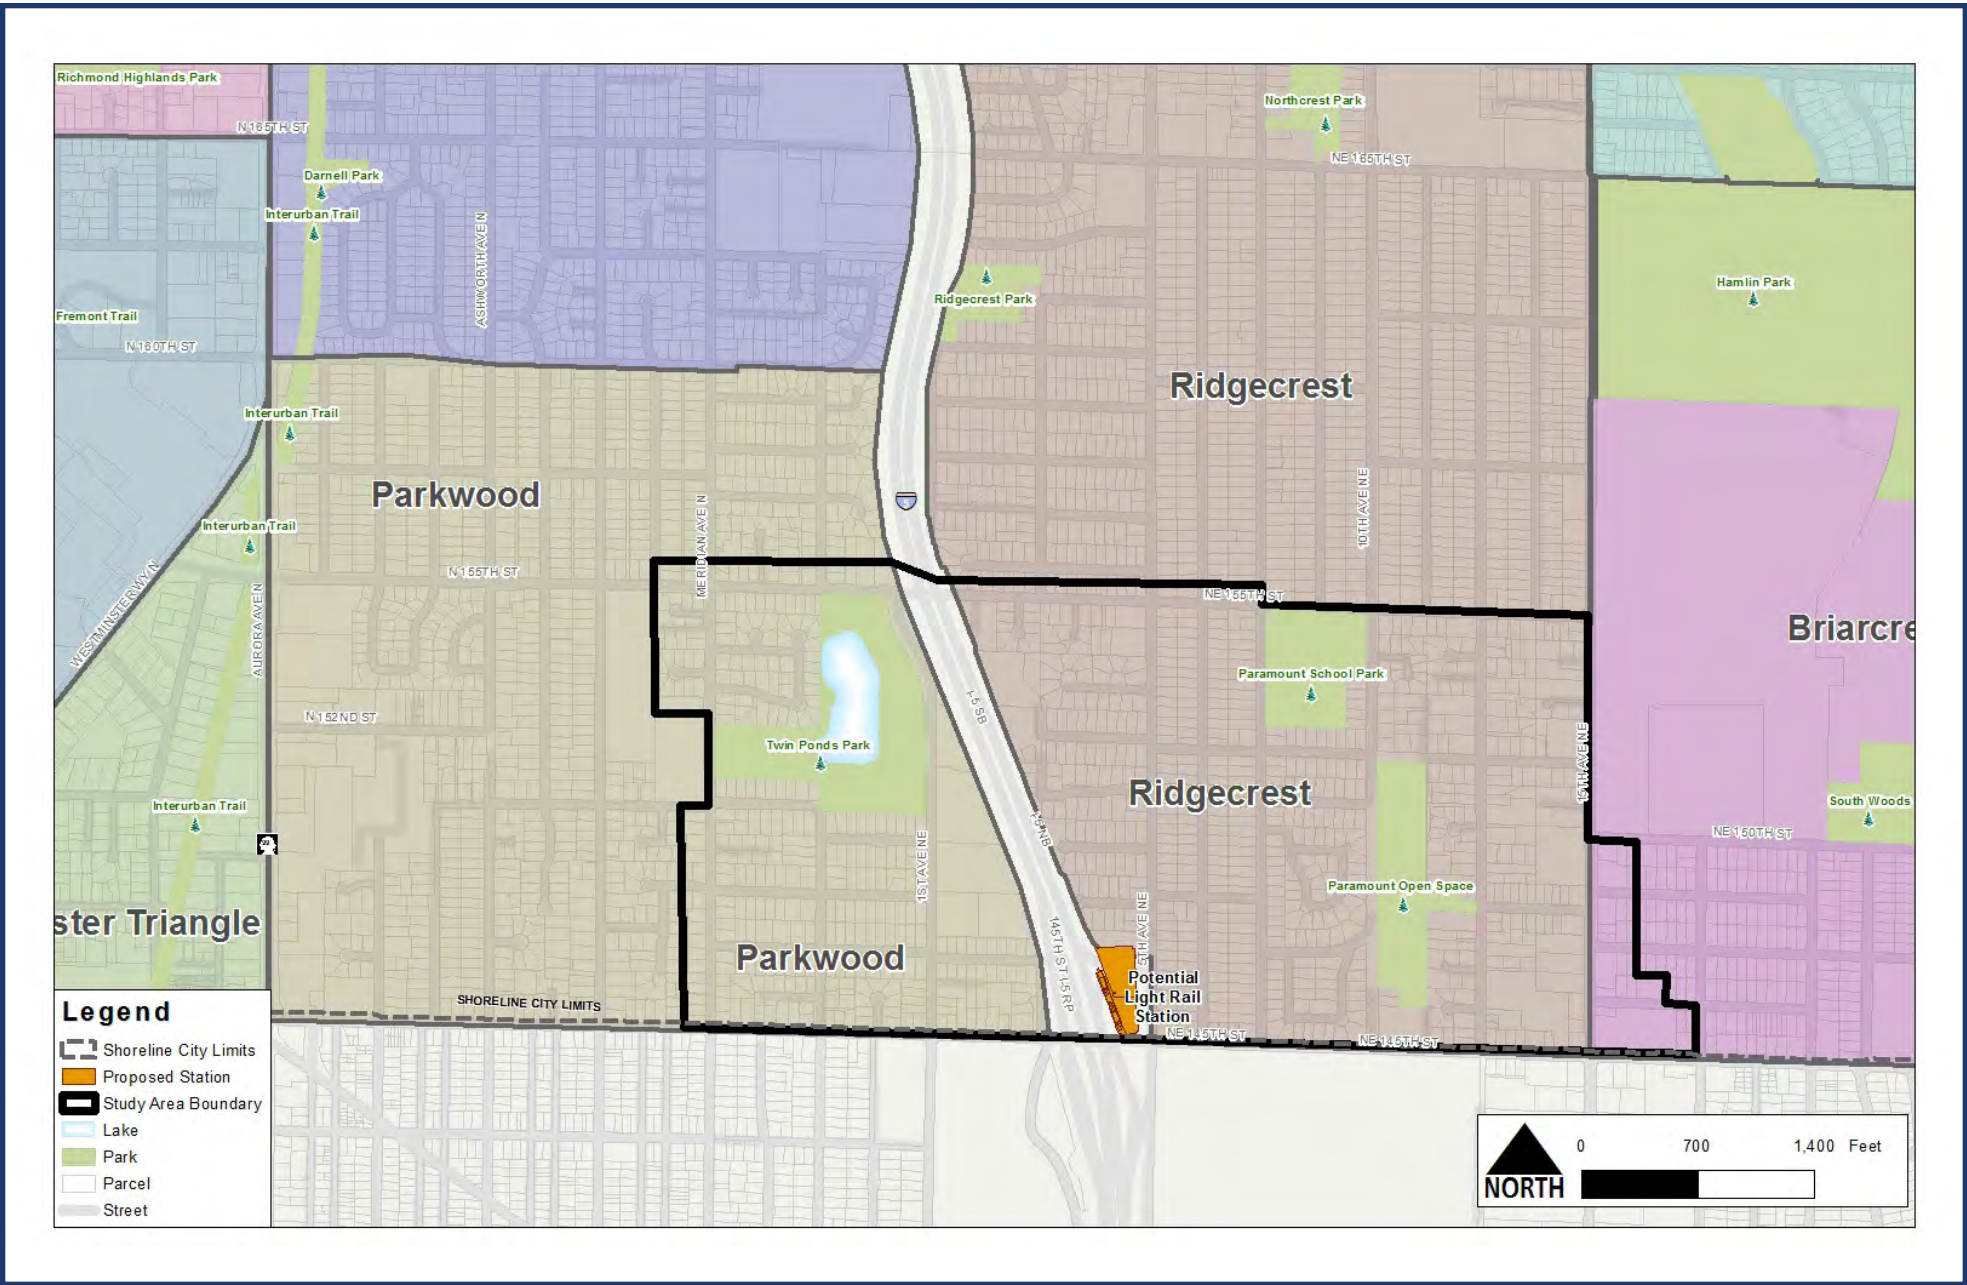 Richmond Highlands Park
N 165TH ST
Northcrest Park
NE 165TH ST
Darnell Park
Interurban Trail
ASHWORTH AVE N
Ridgecrest Park
Hamlin Park
Fremont Trail
N 160TH ST
Ridgecrest
Interurban Trail
Parkwood
MERIDIAN AVE N
5
10TH AVE NE
Interurban Trail
WESTMINSTER WY N
AURORA AVE N
N 155TH ST
NE 155TH ST
Briarcre
Paramount School Park
I-5 SB
N 152ND ST
Twin Ponds Park
15TH AVE NE
Ridgecrest
Interurban Trail
I-5 NB
South Woods
NE 150TH ST
1ST AVE NE
Paramount Open Space
ster Triangle
Parkwood
145TH ST I-5 RP
5TH AVE NE
Potential
Light Rail
Station
SHORELINE CITY LIMITS
NE 145TH ST
NE 145TH ST
Legend
Shoreline City Limits
Proposed Station
Study Area Boundary
Lake
Park
Parcel
Street
0 700 1,400 Feet
NORTH